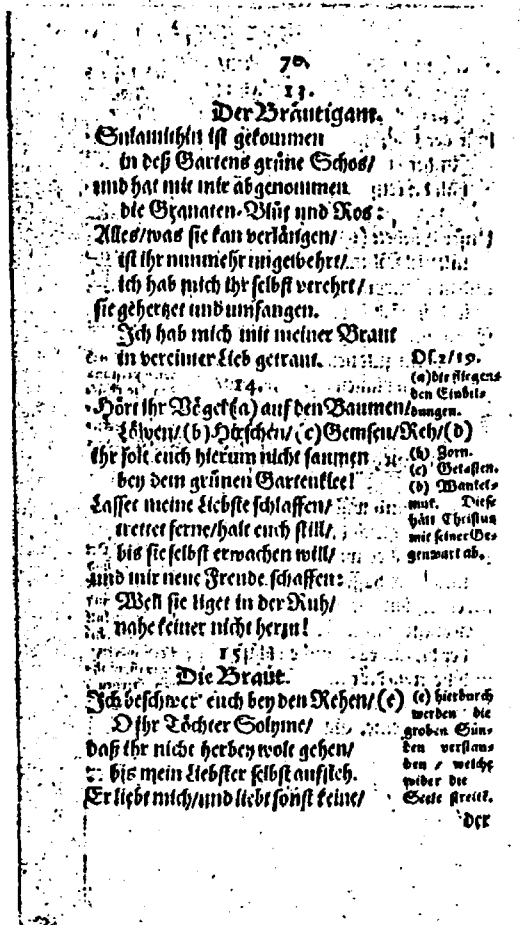 70
13.
Der Bräutigam.
Sulamithin ist gekommen
in deß Gartens grüne Schos/
und hat mit mir abgenommen
die Granaten-Blüt und Ros:
Alles/was sie kan verlangen/
ist ihr nunmehr ungewehrt/
ich hab mich ihr selbst verehrt/
sie gehertzet und umfangen.
Ich hab mich mit meiner Braut
in vereinter Lieb getraut.
14.
Hört ihr Vögel(a) auf den Baumen/
Löwen/(b)Hirschen/(c)Gemsen/Reh/(d)
Ihr solt euch hierum nicht saumen
bey dem grünen Gartenklee!
Lasset meine Liebste schlaffen/
trettet ferne/halt euch still/
bis sie selbst erwachen will/
und mir neue Freude schaffen:
Weil sie liget in der Ruh/
nahe keiner nicht herzu!
15.
Die Braut.
Ich beschwer' euch bey den Rehen/(e)
O ihr Töchter Solyme/
daß ihr nicht herbey wolt gehen/
bis mein Liebster selbst aufsteh.
Er liebt mich/und liebt sonst keine/
der
2/19.
(a)die fliegenden Einbildungen.
(b) Zorn.
(c)
(d) Wankelmut. Diese
hält Christus
mit seiner Gegenwart ab.
(e) hierdurch
werden die
groben Sünden
verstanden / welche
wider die
Seele streitt.